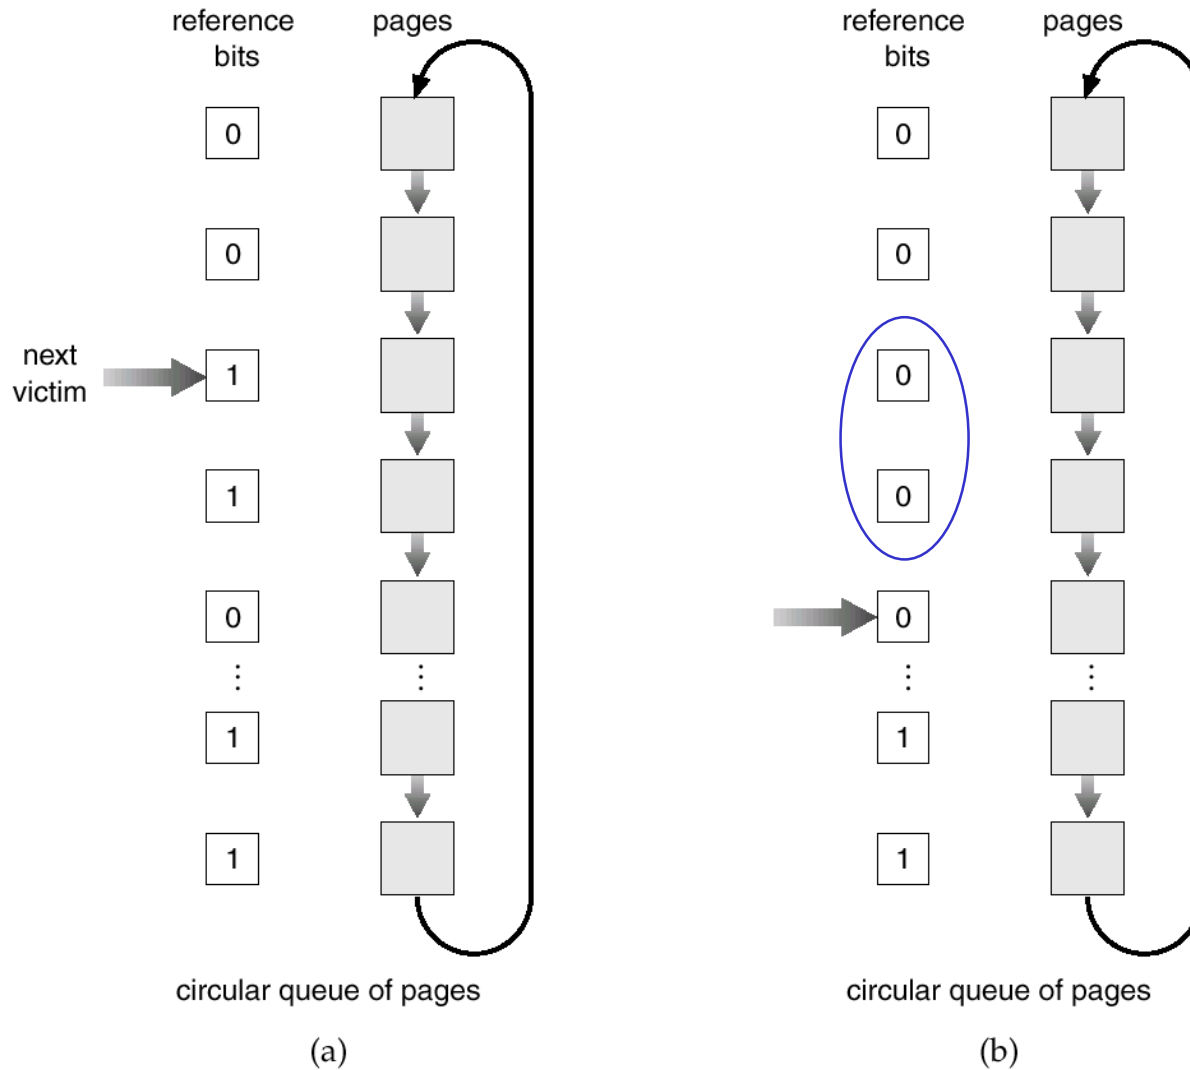 reference
bits
pages
0
0
next
victim
1
1
0
1
1
circular queue of pages
(a)
reference
bits
pages
0
0
0
0
0
1
1
circular queue of pages
(b)